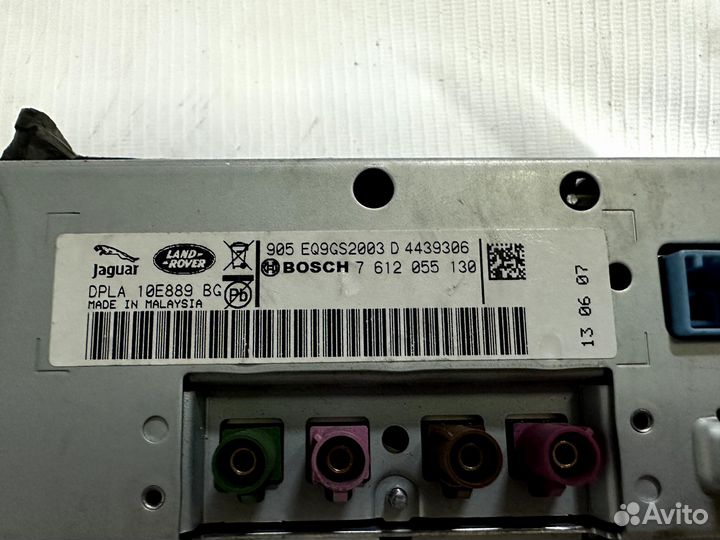 905 EQ9GS2003 D 4439306
JAGUAR
LAND-ROVER
BOSCH 7 612 055 130
DPLA 10E889 BG
Pb
MADE IN MALAYSIA
13 06 07
Avito